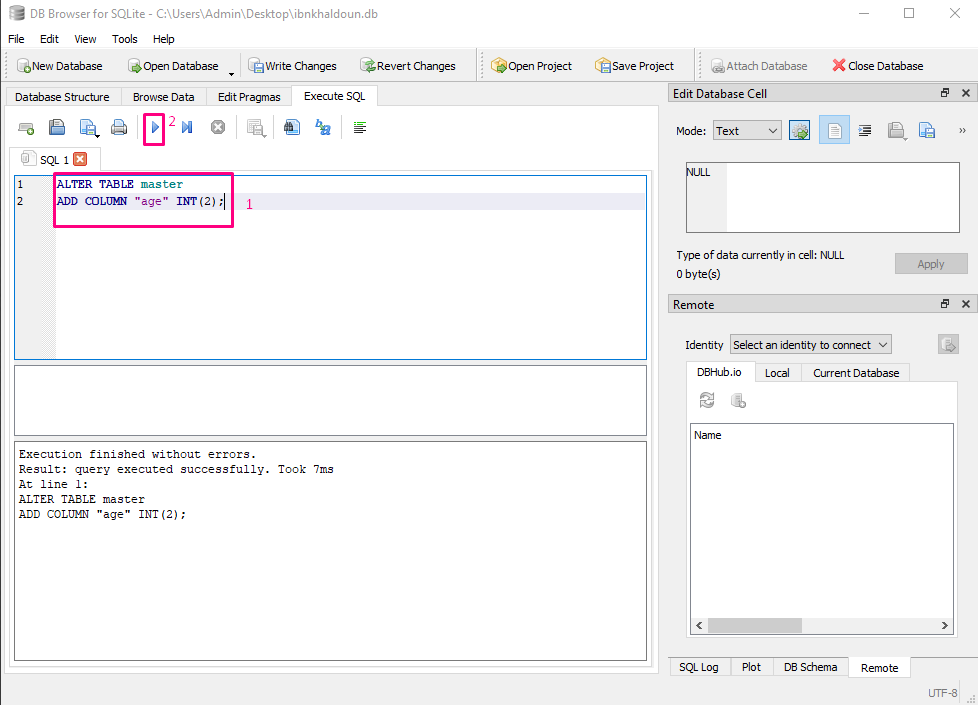 DB Browser for SQLite - C:\Users\Admin\Desktop\ibnkhaldoun.db
File Edit View Tools Help
New Database Open Database Write Changes Revert Changes Open Project Save Project Attach Database Close Database
Database Structure Browse Data Edit Pragmas Execute SQL
2
SQL 1
1 ALTER TABLE master
2 ADD COLUMN "age" INT(2);
1
Execution finished without errors.
Result: query executed successfully. Took 7ms
At line 1:
ALTER TABLE master
ADD COLUMN "age" INT(2);
Edit Database Cell
Mode: Text »
NULL
Type of data currently in cell: NULL
0 byte(s)
Apply
Remote
Identity Select an identity to connect
DBHub.io Local Current Database
Name
SQL Log Plot DB Schema Remote
UTF-8